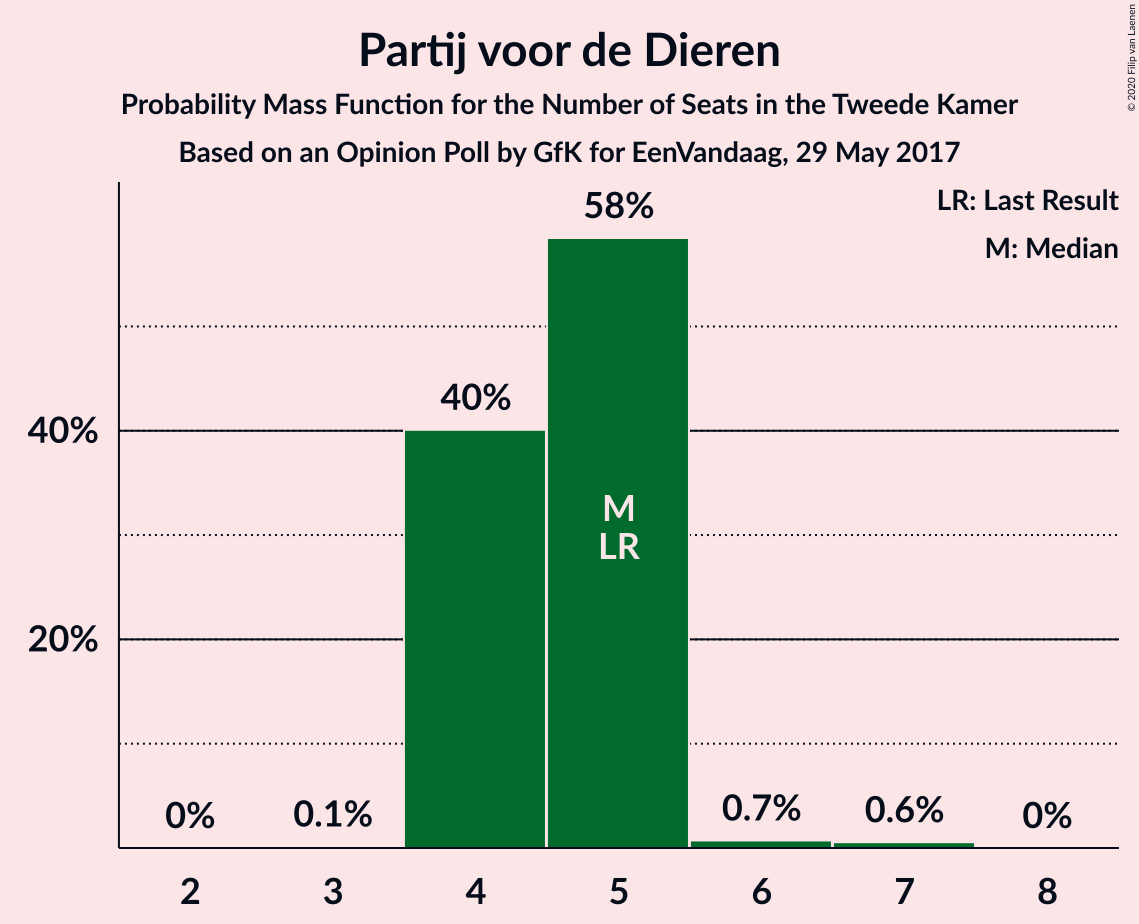 Partij voor de Dieren
Probability Mass Function for the Number of Seats in the Tweede Kamer
Based on an Opinion Poll by GfK for EenVandaag, 29 May 2017
© 2020 Filip van Laenen
LR: Last Result
M: Median
58%
40%
40%
M
LR
20%
0%
0.1%
0.7%
0.6%
0%
2 3 4 5 6 7 8